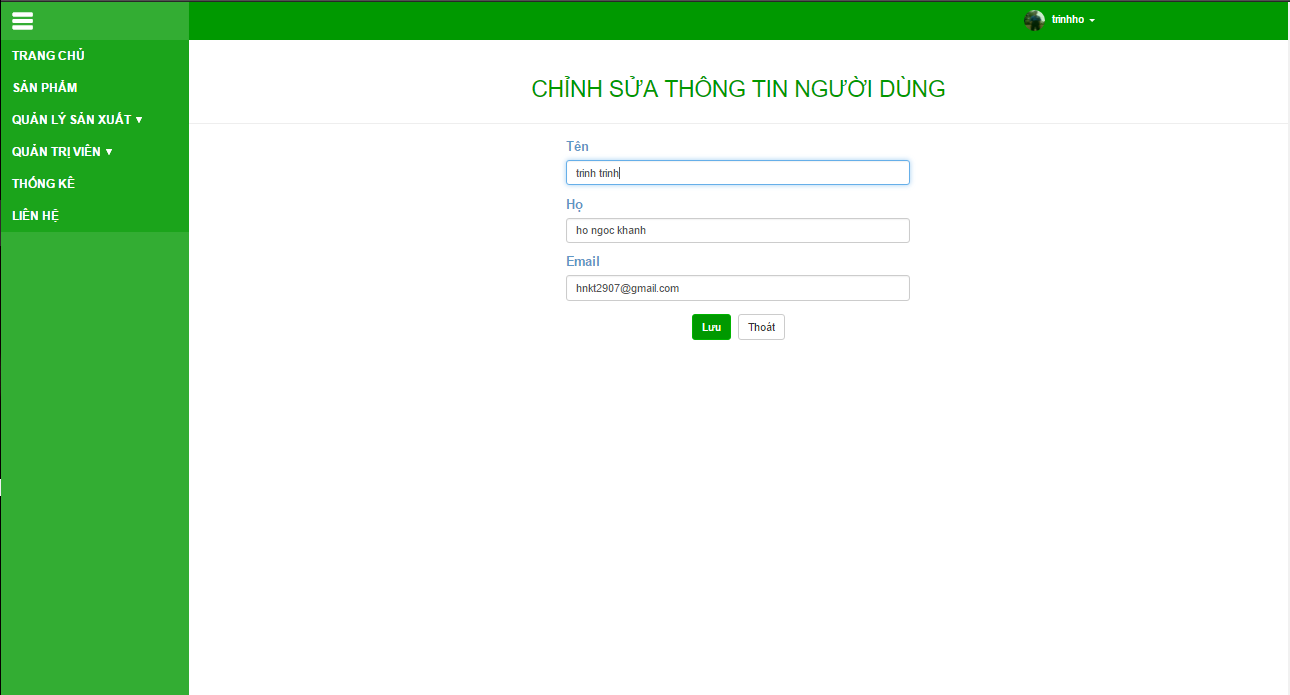 trinhho
TRANG CHỦ
SẢN PHẨM
QUẢN LÝ SẢN XUẤT ▾
QUẢN TRỊ VIÊN ▾
THỐNG KÊ
LIÊN HỆ
CHỈNH SỬA THÔNG TIN NGƯỜI DÙNG
Tên
trinh trinh
Họ
ho ngoc khanh
Email
hnkt2907@gmail.com
Lưu Thoát